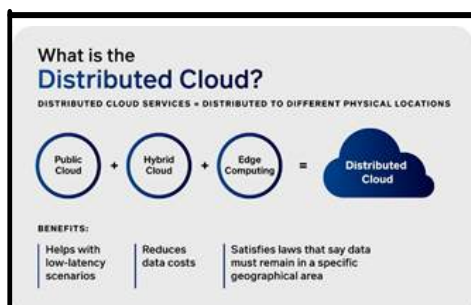 What is the
Distributed Cloud?
DISTRIBUTED CLOUD SERVICES = DISTRIBUTED TO DIFFERENT PHYSICAL LOCATIONS
Public
Cloud
+
Hybrid
Cloud
+
Edge
Computing
=
Distributed
Cloud
BENEFITS:
Helps with
low-latency
scenarios
Reduces
data costs
Satisfies laws that say data
must remain in a specific
geographical area